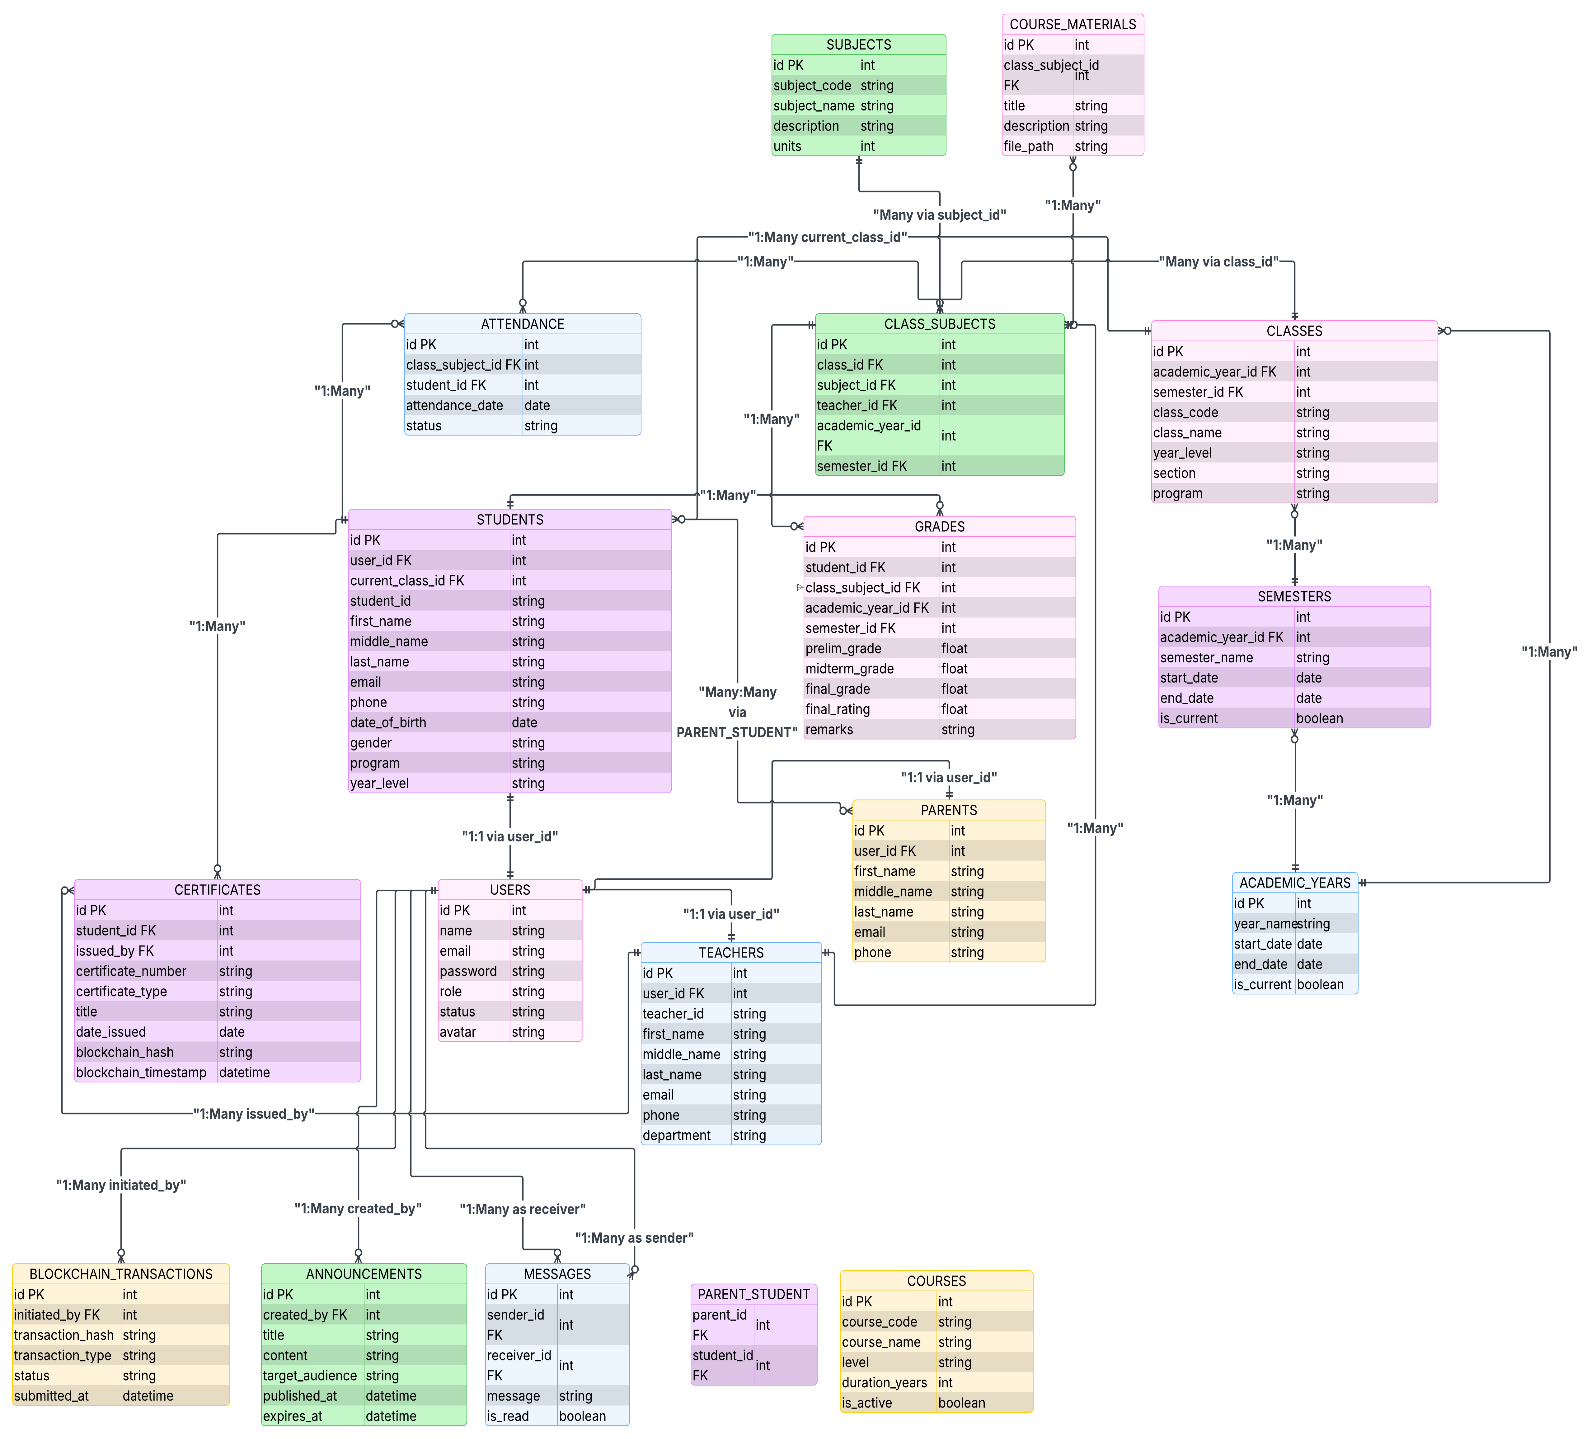 COURSE_MATERIALS
id PK int
class_subject_id
FK
int
title string
description string
file_path string
SUBJECTS
id PK int
subject_code string
subject_name string
description string
units int
"Many via subject_id"
"1:Many"
"1:Many current_class_id"
"1:Many"
"Many via class_id"
ATTENDANCE
id PK int
class_subject_id FK int
student_id FK int
attendance_date date
status string
CLASS_SUBJECTS
id PK int
class_id FK int
subject_id FK int
teacher_id FK int
academic_year_id
FK
int
semester_id FK int
CLASSES
id PK int
academic_year_id FK int
semester_id FK int
class_code string
class_name string
year_level string
section string
program string
"1:Many"
"1:Many"
"1:Many"
"1:Many"
STUDENTS
id PK int
user_id FK int
current_class_id FK int
student_id string
first_name string
middle_name string
last_name string
email string
phone string
date_of_birth date
gender string
program string
year_level string
GRADES
id PK int
student_id FK int
class_subject_id FK int
academic_year_id FK int
semester_id FK int
prelim_grade float
midterm_grade float
final_grade float
final_rating float
remarks string
SEMESTERS
id PK int
academic_year_id FK int
semester_name string
start_date date
end_date date
is_current boolean
"1:Many"
"1:Many"
"Many:Many
via
PARENT_STUDENT"
"1:1 via user_id"
"1:Many"
"1:1 via user_id"
"1:Many"
PARENTS
id PK int
user_id FK int
first_name string
middle_name string
last_name string
email string
phone string
ACADEMIC_YEARS
id PK int
year_name string
start_date date
end_date date
is_current boolean
CERTIFICATES
id PK int
student_id FK int
issued_by FK int
certificate_number string
certificate_type string
title string
date_issued date
blockchain_hash string
blockchain_timestamp datetime
USERS
id PK int
name string
email string
password string
role string
status string
avatar string
"1:1 via user_id"
TEACHERS
id PK int
user_id FK int
teacher_id string
first_name string
middle_name string
last_name string
email string
phone string
department string
"1:Many issued_by"
"1:Many initiated_by"
"1:Many created_by"
"1:Many as receiver"
"1:Many as sender"
BLOCKCHAIN_TRANSACTIONS
id PK int
initiated_by FK int
transaction_hash string
transaction_type string
status string
submitted_at datetime
ANNOUNCEMENTS
id PK int
created_by FK int
title string
content string
target_audience string
published_at datetime
expires_at datetime
MESSAGES
id PK int
sender_id
FK
int
receiver_id
FK
int
message string
is_read boolean
PARENT_STUDENT
parent_id
FK
int
student_id
FK
int
COURSES
id PK int
course_code string
course_name string
level string
duration_years int
is_active boolean